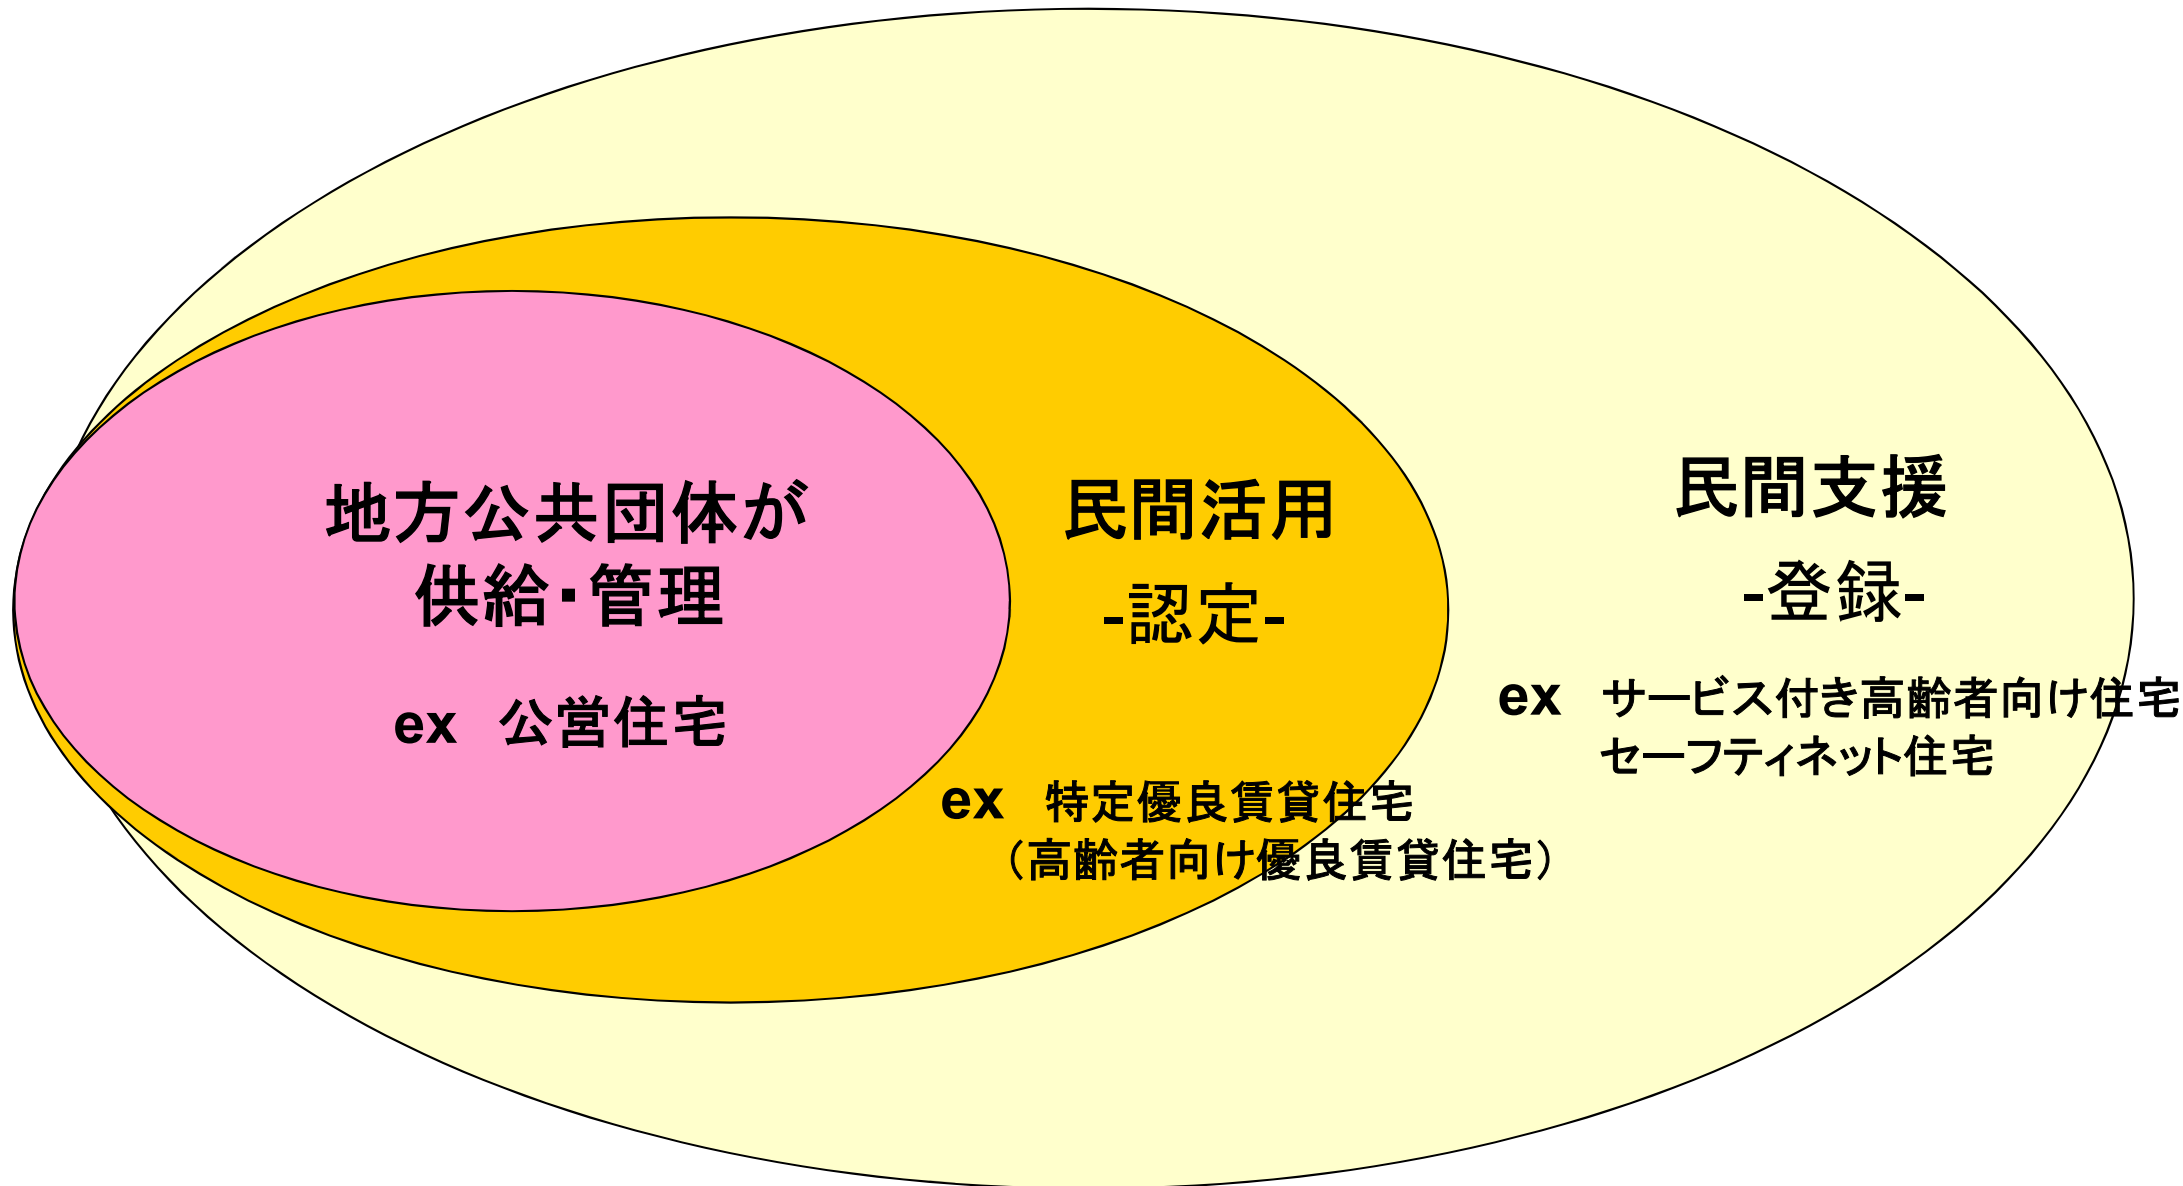 地方公共団体が
供給・管理
ex　公営住宅
民間活用
-認定-
ex　特定優良賃貸住宅
（高齢者向け優良賃貸住宅）
民間支援
-登録-
ex　サービス付き高齢者向け住宅
セーフティネット住宅